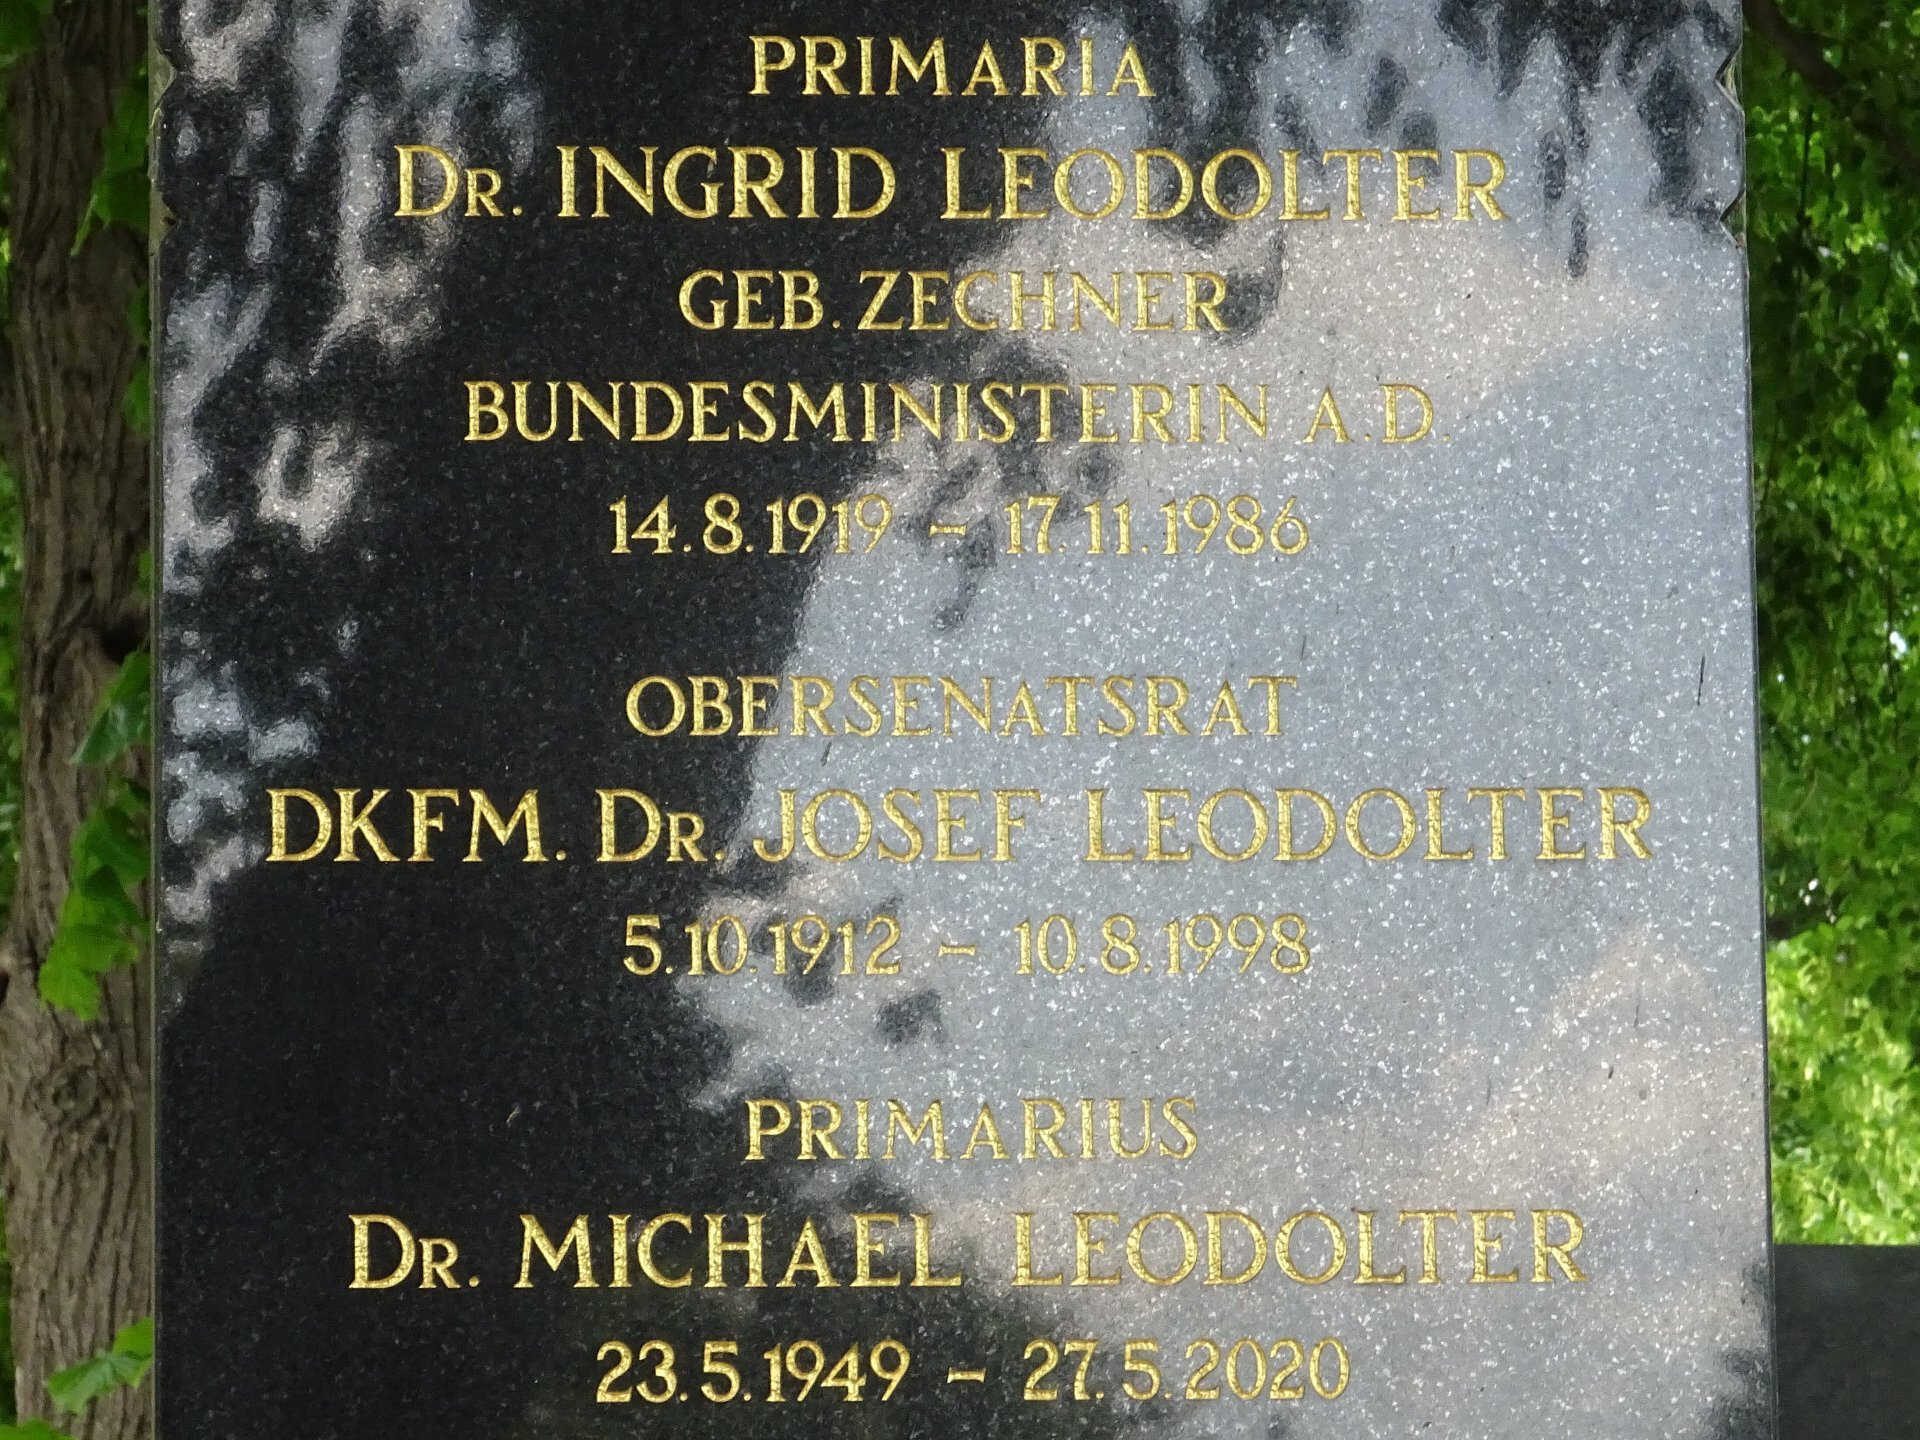 PRIMARIA
DR. INGRID LEODOLTER
GEB. ZECHNER
BUNDESMINISTERIN A.D.
14.8.1919 – 17.11.1986
OBERSENATSRAT
DKFM. DR. JOSEF LEODOLTER
5.10.1912 – 10.8.1998
PRIMARIUS
DR. MICHAEL LEODOLTER
23.5.1949 – 27.5.2020